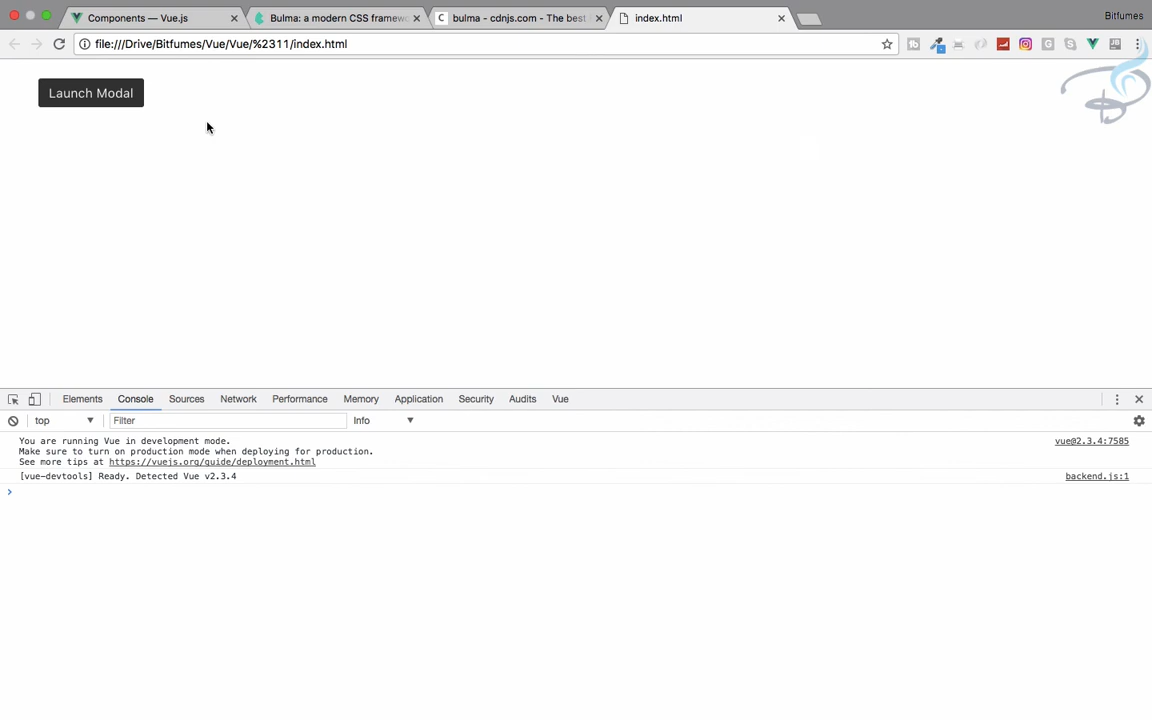 Components — Vue.js
Bulma: a modern CSS framew
bulma - cdnjs.com - The best
index.html
Bitfumes
file:///Drive/Bitfumes/Vue/Vue/%2311/index.html
Launch Modal
Elements
Console
Sources
Network
Performance
Memory
Application
Security
Audits
Vue
top
Filter
Info
You are running Vue in development mode.
Make sure to turn on production mode when deploying for production.
See more tips at https://vuejs.org/guide/deployment.html
vue@2.3.4:7585
[vue-devtools] Ready. Detected Vue v2.3.4
backend.js:1